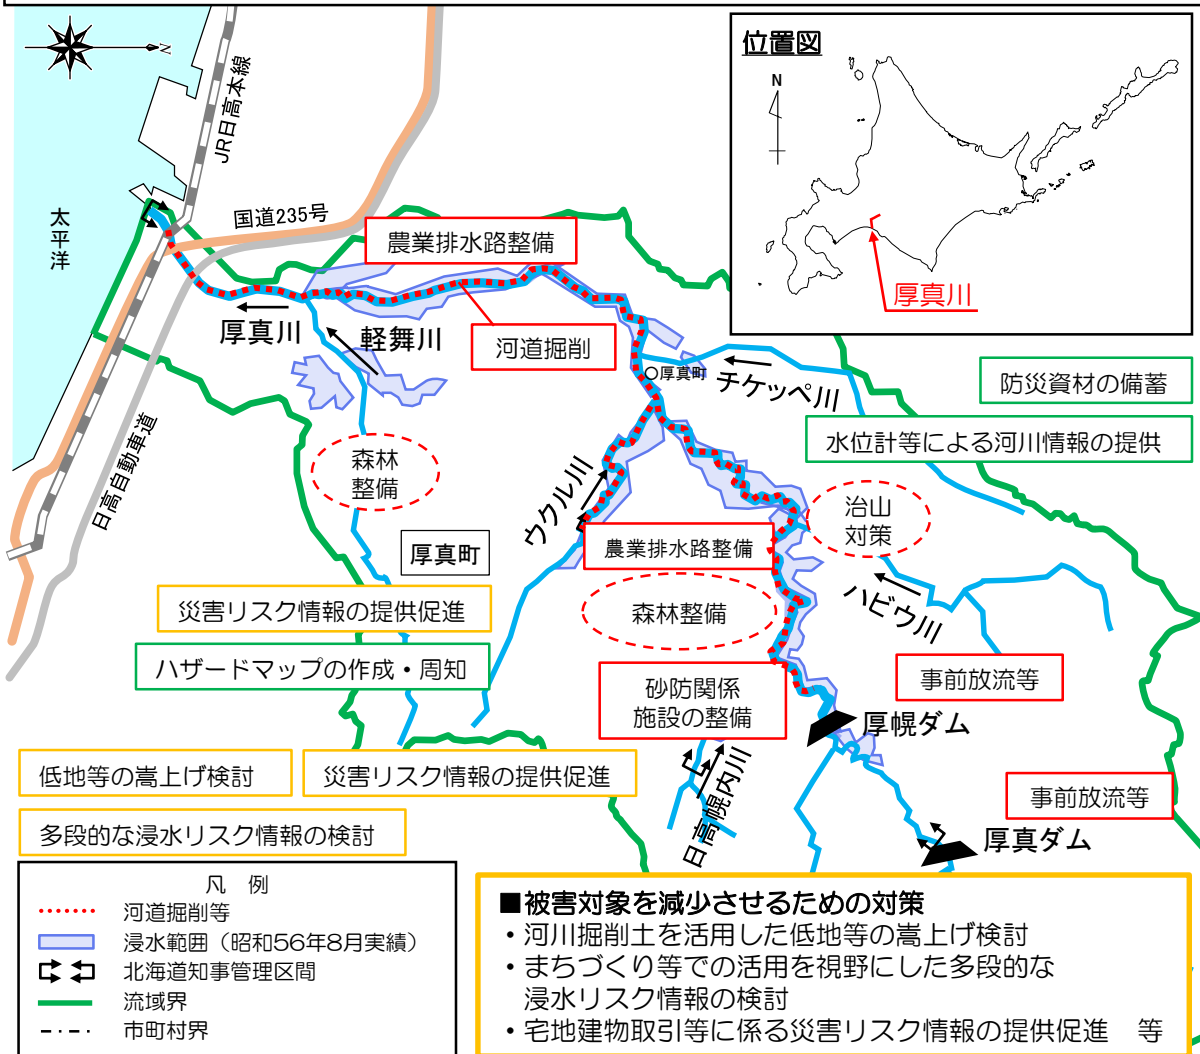 N
JR日高本線
位置図
N
厚真川
太平洋
国道235号
農業排水路整備
厚真川
軽舞川
河道掘削
厚真町
チケッペ川
防災資材の備蓄
水位計等による河川情報の提供
日高自動車道
森林
整備
ウクル川
治山
対策
厚真町
農業排水路整備
災害リスク情報の提供促進
森林整備
ハビウ川
ハザードマップの作成・周知
砂防関係
施設の整備
事前放流等
厚幌ダム
低地等の嵩上げ検討
災害リスク情報の提供促進
日高幌内川
事前放流等
多段的な浸水リスク情報の検討
厚真ダム
凡 例
河道掘削等
浸水範囲（昭和56年8月実績）
北海道知事管理区間
流域界
市町村界
■被害対象を減少させるための対策
・河川掘削土を活用した低地等の嵩上げ検討
・まちづくり等での活用を視野にした多段的な
浸水リスク情報の検討
・宅地建物取引等に係る災害リスク情報の提供促進 等